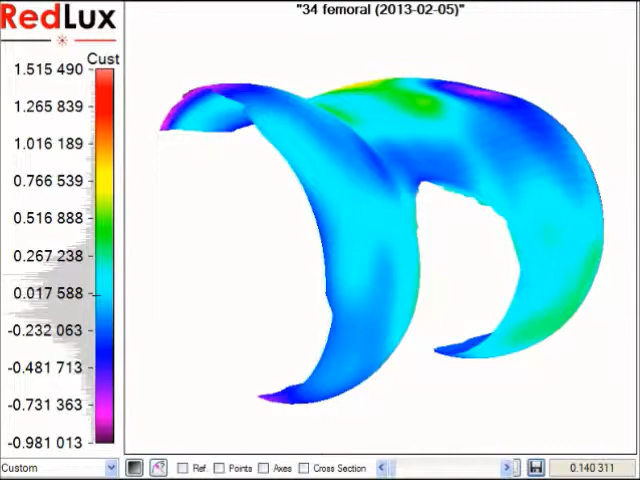 RedLux
"34 femoral (2013-02-05)"
Cust
1.515 490
1.265 839
1.016 189
0.766 539
0.516 888
0.267 238
0.017 588
-0.232 063
-0.481 713
-0.731 363
-0.981 013
Custom Ref. Points Axes Cross Section 0.140 311